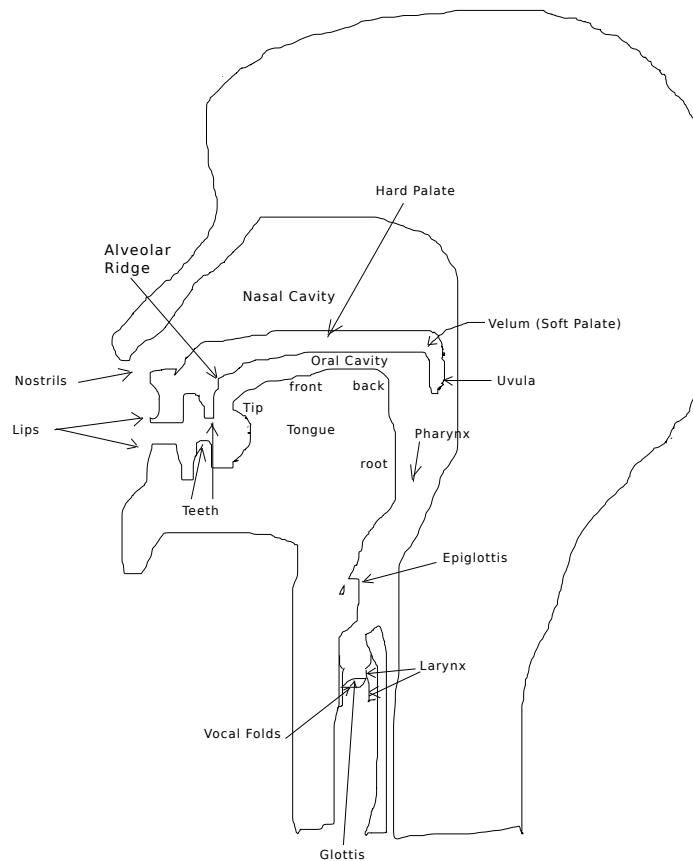 Hard Palate
Alveolar
Ridge
Nasal Cavity
Velum (Soft Palate)
Oral Cavity
Nostrils
front
back
Uvula
Tip
Lips
Tongue
Pharynx
root
Teeth
Epiglottis
Larynx
Vocal Folds
Glottis